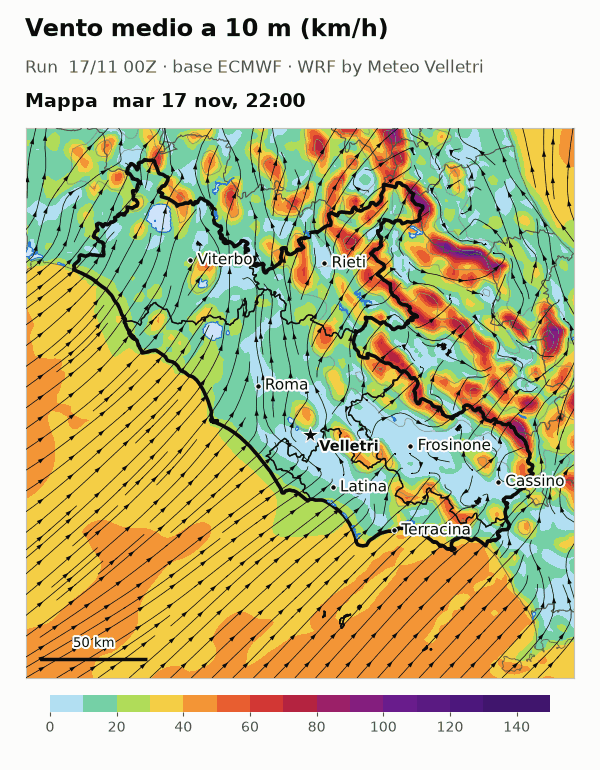 Vento medio a 10 m (km/h)
Run 17/11 00Z · base ECMWF · WRF by Meteo Velletri
Mappa mar 17 nov, 22:00
Viterbo
Rieti
Roma
Velletri
Frosinone
Cassino
Latina
Terracina
50 km
0 20 40 60 80 100 120 140